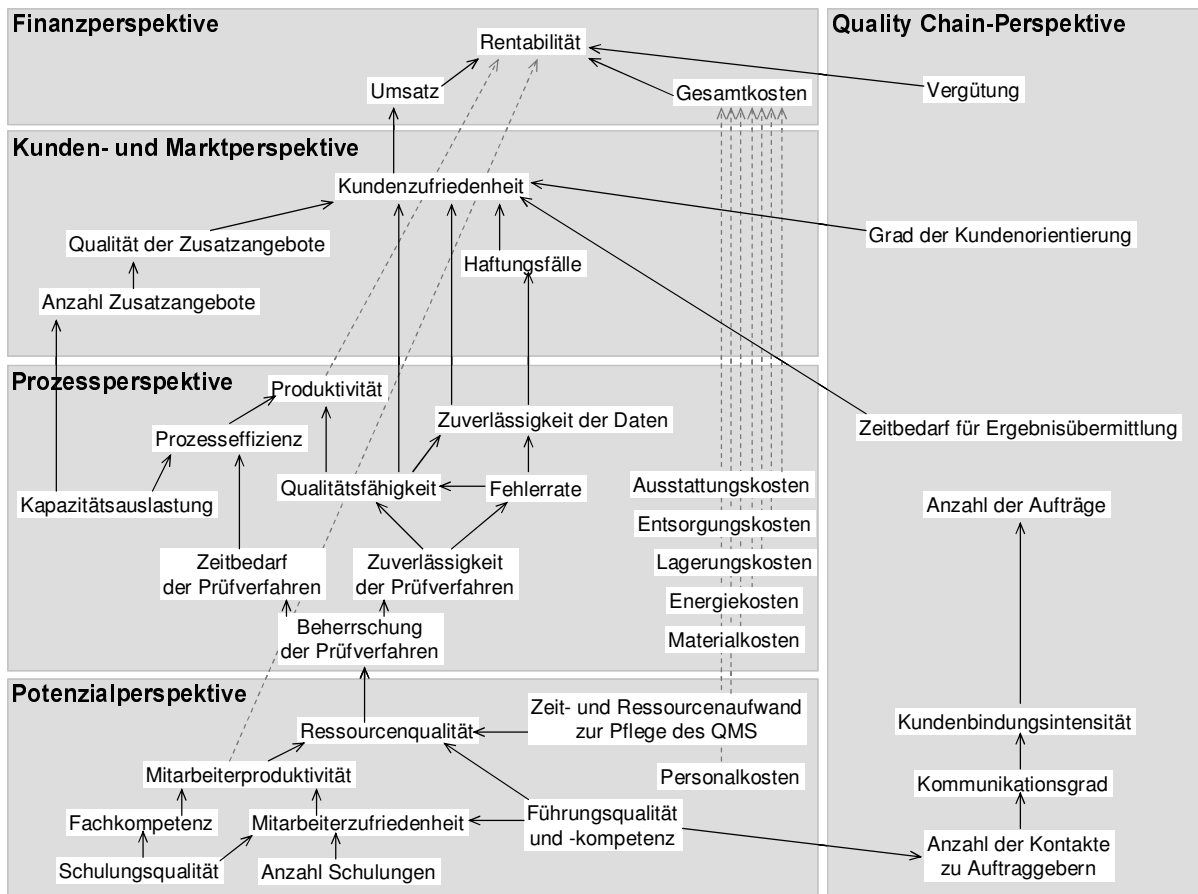 Finanzperspektive
Rentabilität
Umsatz
Gesamtkosten
Kunden- und Marktperspektive
Kundenzufriedenheit
Qualität der Zusatzangebote
Haftungsfälle
Anzahl Zusatzangebote
Prozessperspektive
Produktivität
Zuverlässigkeit der Daten
Prozesseffizienz
Qualitätsfähigkeit
Fehlerrate
Kapazitätsauslastung
Ausstattungskosten
Entsorgungskosten
Lagerungskosten
Energiekosten
Materialkosten
Zeitbedarf
der Prüfverfahren
Zuverlässigkeit
der Prüfverfahren
Beherrschung
der Prüfverfahren
Potenzialperspektive
Ressourcenqualität
Zeit- und Ressourcenaufwand
zur Pflege des QMS
Mitarbeiterproduktivität
Personalkosten
Fachkompetenz
Mitarbeiterzufriedenheit
Führungsqualität
und -kompetenz
Schulungsqualität
Anzahl Schulungen
Quality Chain-Perspektive
Vergütung
Grad der Kundenorientierung
Zeitbedarf für Ergebnisübermittlung
Anzahl der Aufträge
Kundenbindungsintensität
Kommunikationsgrad
Anzahl der Kontakte
zu Auftraggebern